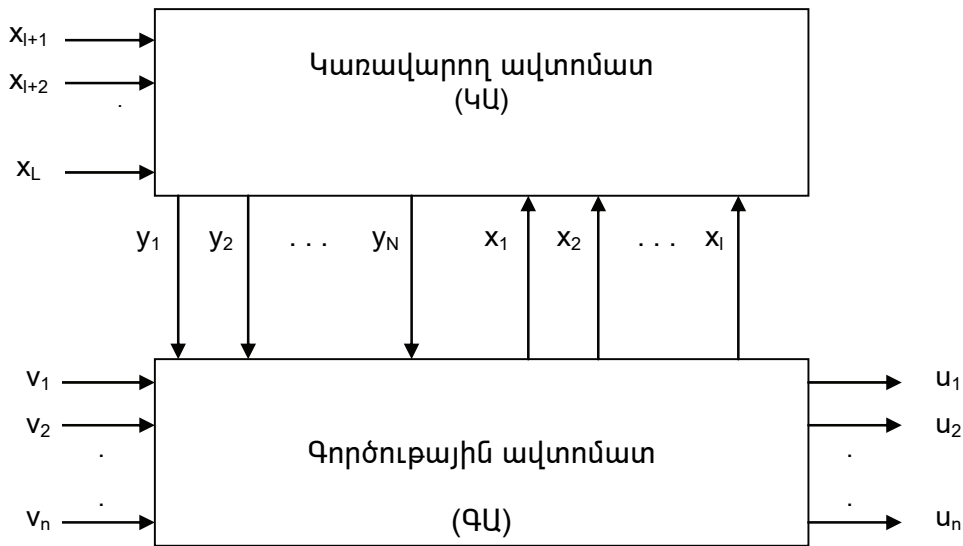 x_{l+1}
x_{l+2}
.
x_L
Կառավարող ավտոմատ
(ԿԱ)
y_1 y_2 . . . y_N x_1 x_2 . . . x_l
v_1
v_2
.
.
v_n
Գործութային ավտոմատ
(ԳԱ)
u_1
u_2
.
.
u_n